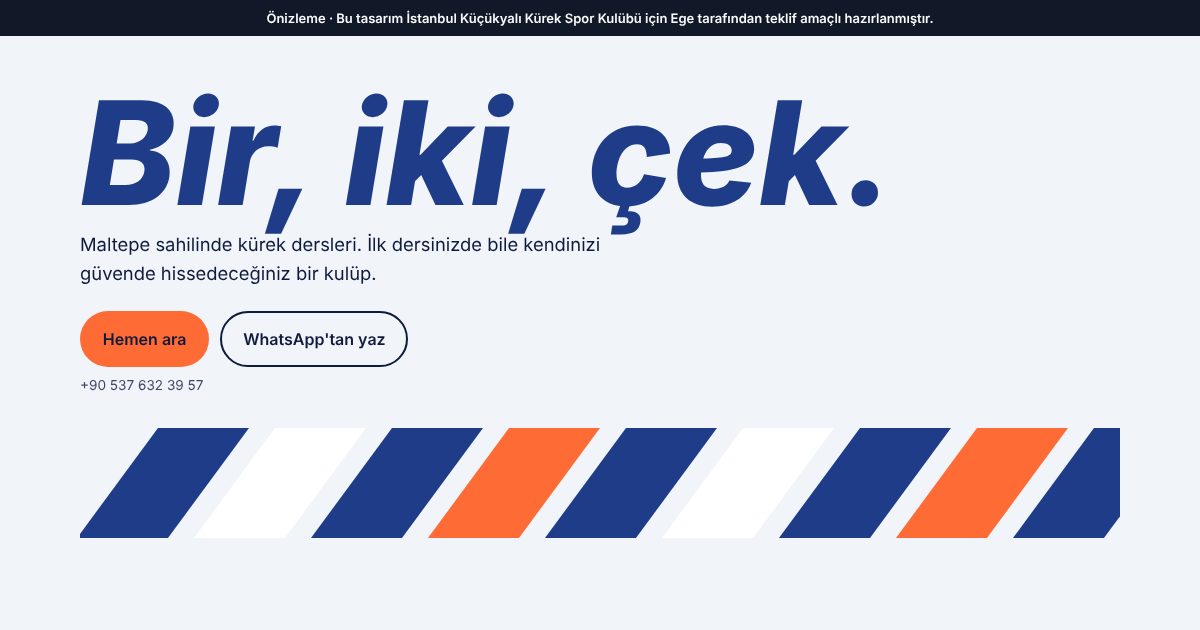 Önizleme · Bu tasarım İstanbul Küçükyalı Kürek Spor Kulübü için Ege tarafından teklif amaçlı hazırlanmıştır.
Bir, iki, çek.
Maltepe sahilinde kürek dersleri. İlk dersinizde bile kendinizi
güvende hissedeceğiniz bir kulüp.
Hemen ara
WhatsApp'tan yaz
+90 537 632 39 57